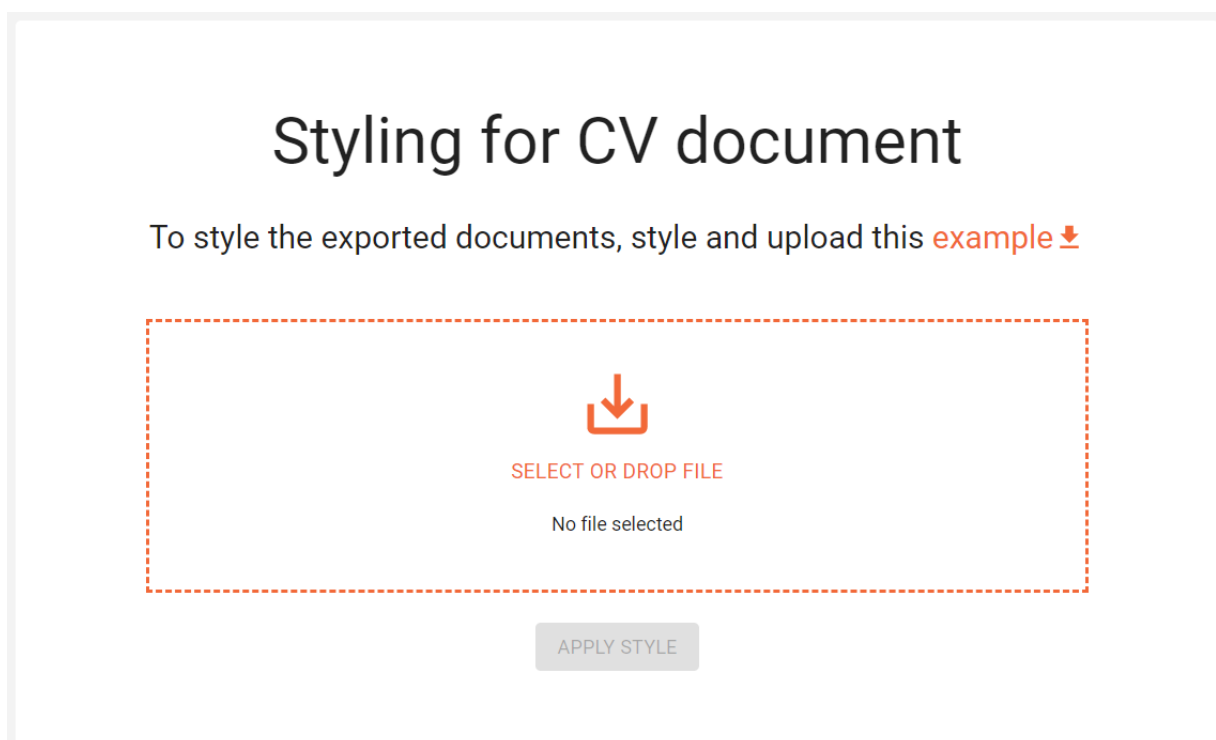 Styling for CV document
To style the exported documents, style and upload this example
SELECT OR DROP FILE
No file selected
APPLY STYLE